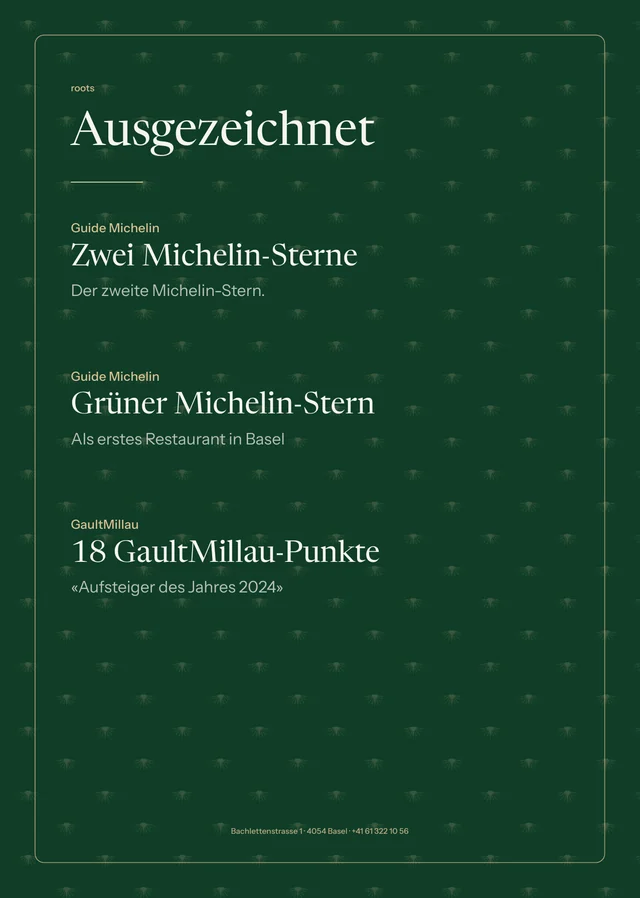 roots
Ausgezeichnet
Guide Michelin
Zwei Michelin-Sterne
Der zweite Michelin-Stern.
Guide Michelin
Grüner Michelin-Stern
Als erstes Restaurant in Basel
GaultMillau
18 GaultMillau-Punkte
«Aufsteiger des Jahres 2024»
Bachlettenstrasse 1 · 4054 Basel · +41 61 322 10 56